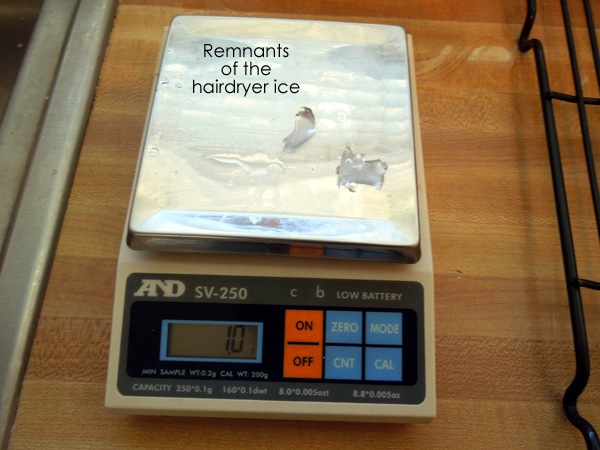 Remnants
of the
hairdryer ice
AND SV-250 c b LOW BATTERY
1.0
ON ZERO MODE
OFF CNT CAL
MIN SAMPLE WT:0.2g CAL WT: 200g
CAPACITY 250*0.1g 160*0.1dwt 8.0*0.005ozt 8.8*0.005oz